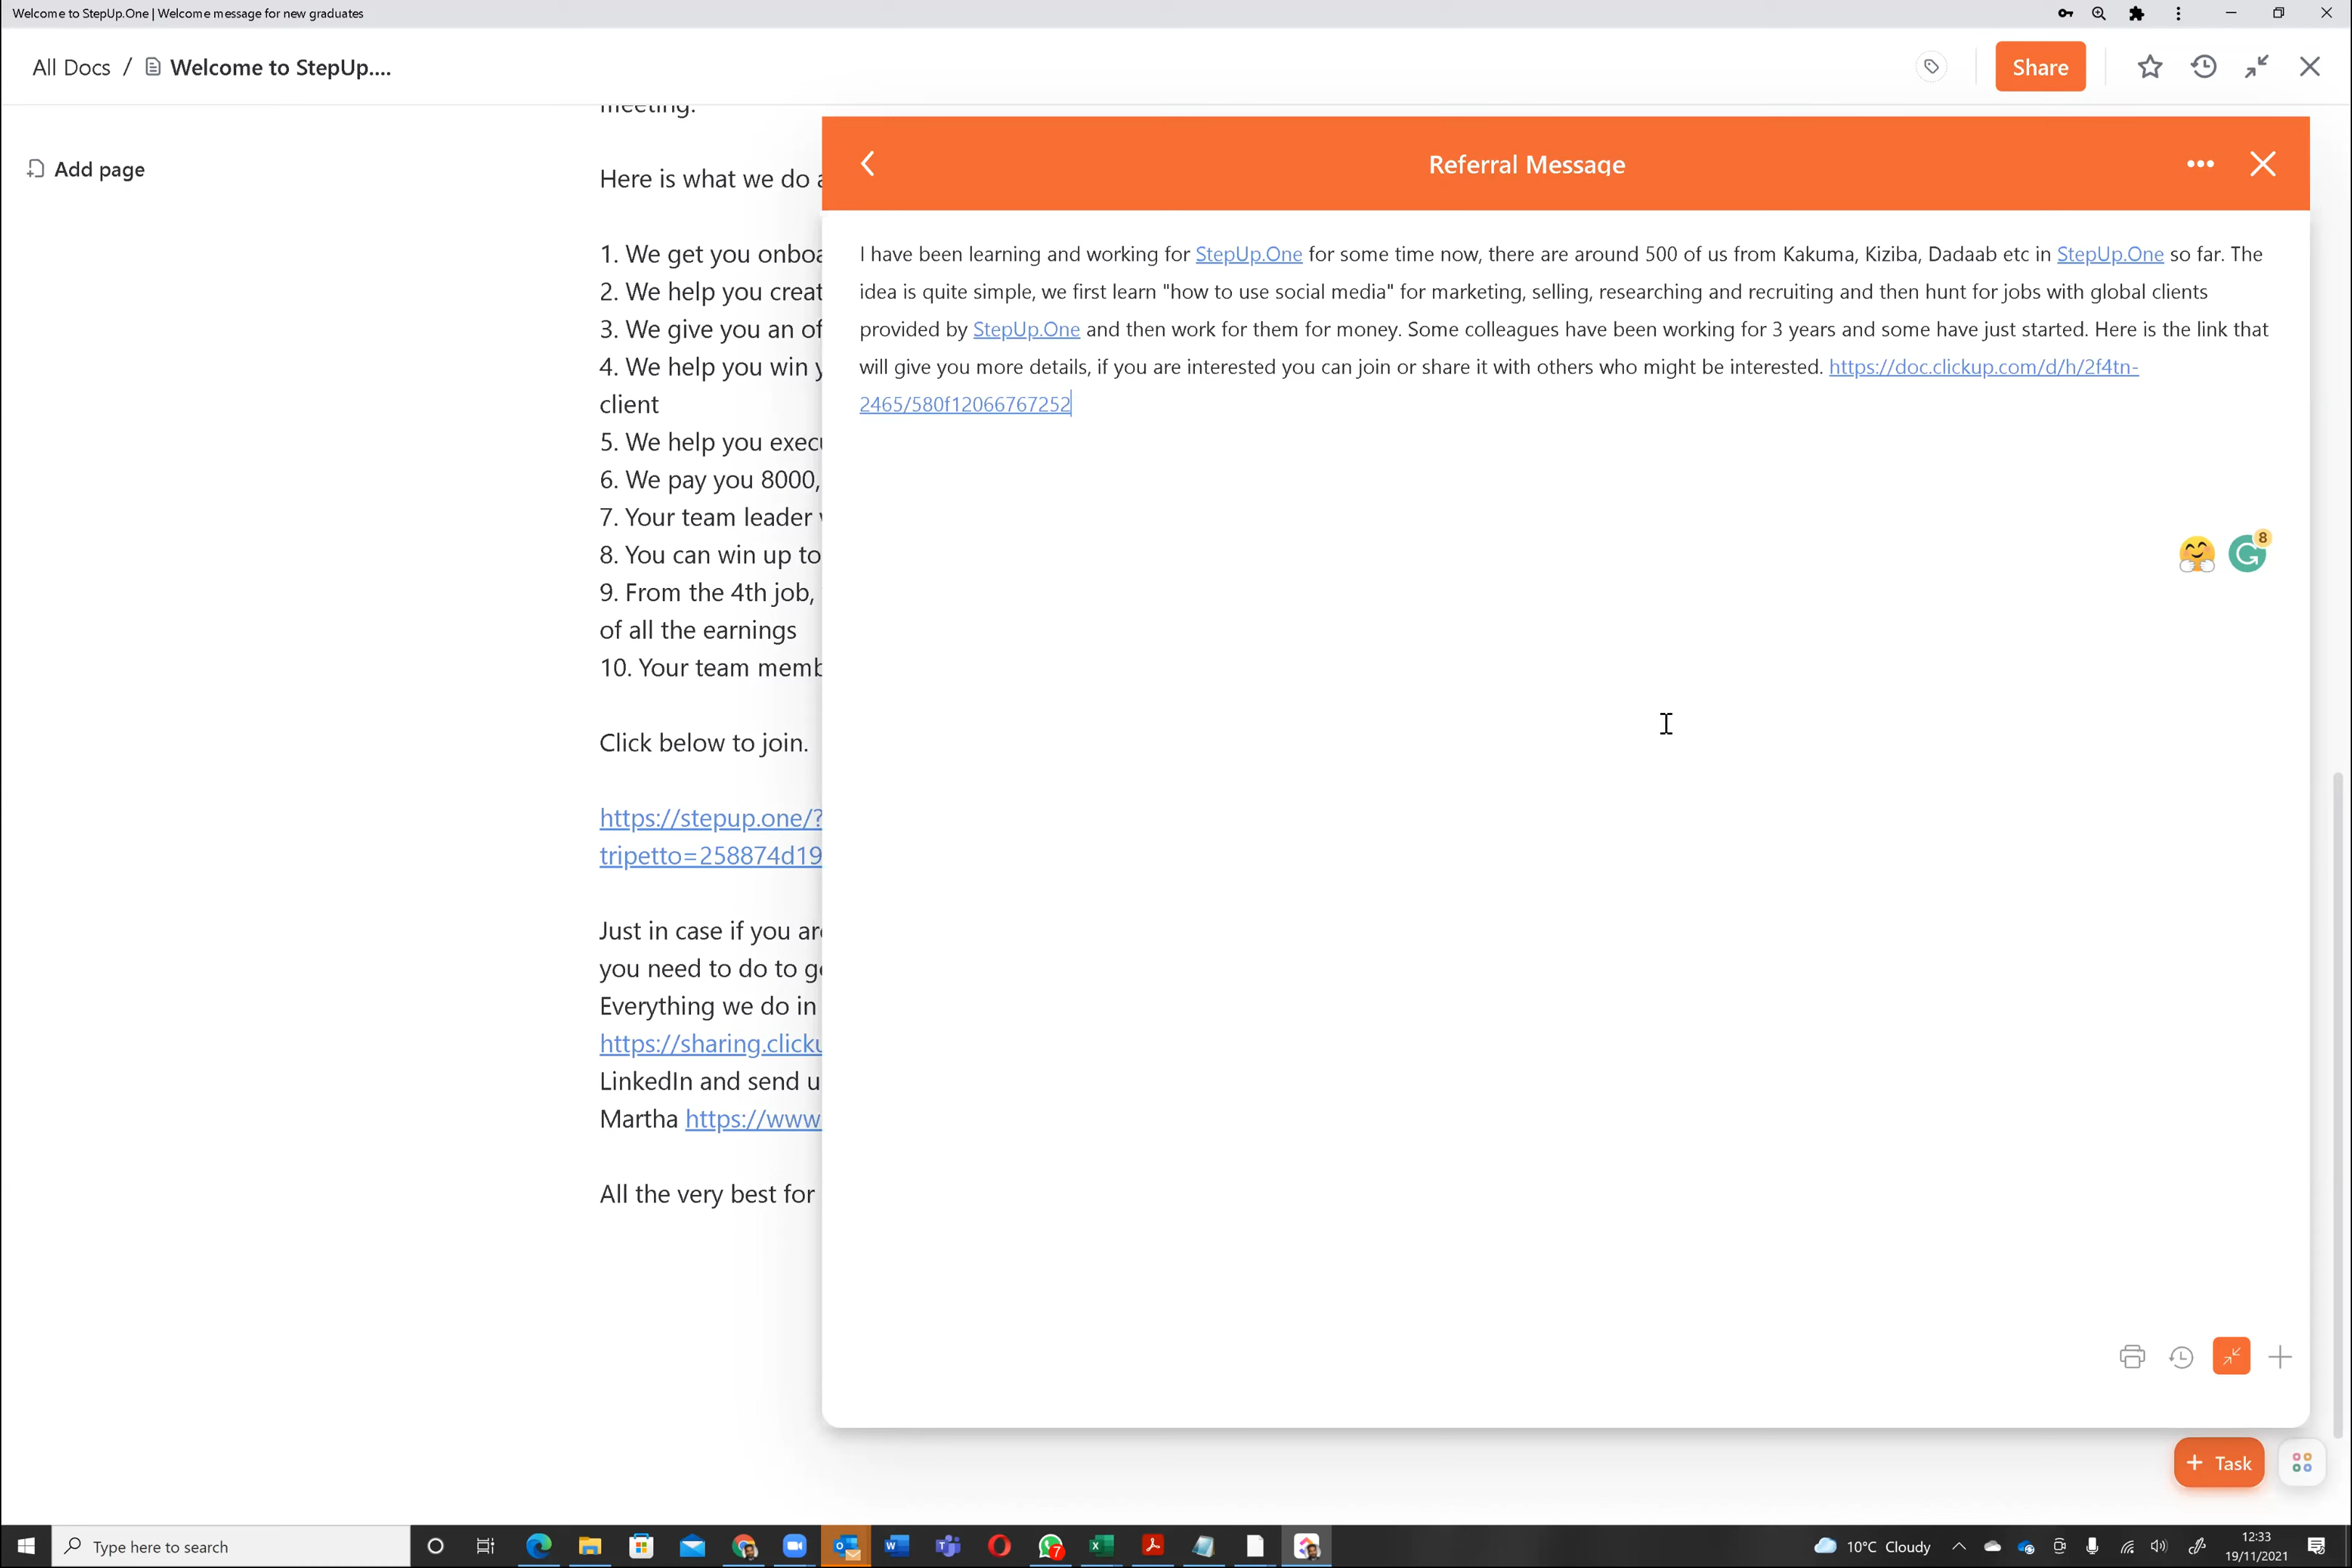 Welcome to StepUp.One | Welcome message for new graduates
All Docs / Welcome to StepUp....
Share
Add page
meeting.
Here is what we do a
1. We get you onboa
2. We help you creat
3. We give you an of
4. We help you win y
client
5. We help you execu
6. We pay you 8000,
7. Your team leader w
8. You can win up to
9. From the 4th job,
of all the earnings
10. Your team memb
Click below to join.
https://stepup.one/?
tripetto=258874d19
Just in case if you are
you need to do to ge
Everything we do in
https://sharing.clicku
LinkedIn and send u
Martha https://www
All the very best for
Referral Message
I have been learning and working for StepUp.One for some time now, there are around 500 of us from Kakuma, Kiziba, Dadaab etc in StepUp.One so far. The
idea is quite simple, we first learn "how to use social media" for marketing, selling, researching and recruiting and then hunt for jobs with global clients
provided by StepUp.One and then work for them for money. Some colleagues have been working for 3 years and some have just started. Here is the link that
will give you more details, if you are interested you can join or share it with others who might be interested. https://doc.clickup.com/d/h/2f4tn-
2465/580f12066767252
8
+ Task
Type here to search
7
10°C Cloudy
12:33
19/11/2021